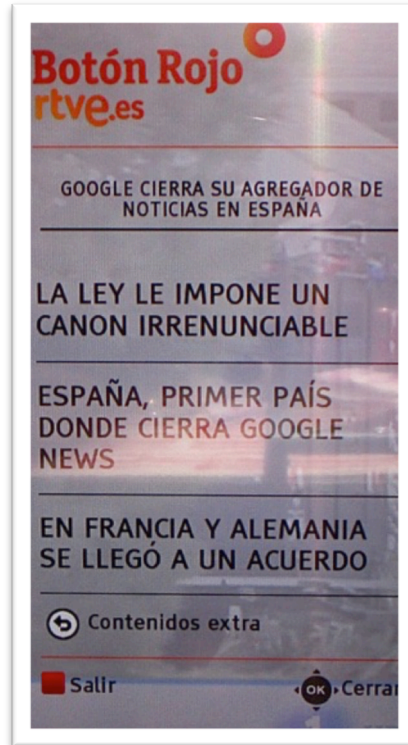 Botón Rojo
rtve.es
GOOGLE CIERRA SU AGREGADOR DE
NOTICIAS EN ESPAÑA
LA LEY LE IMPONE UN
CANON IRRENUNCIABLE
ESPAÑA, PRIMER PAÍS
DONDE CIERRA GOOGLE
NEWS
EN FRANCIA Y ALEMANIA
SE LLEGÓ A UN ACUERDO
Contenidos extra
Salir
OK Cerrar